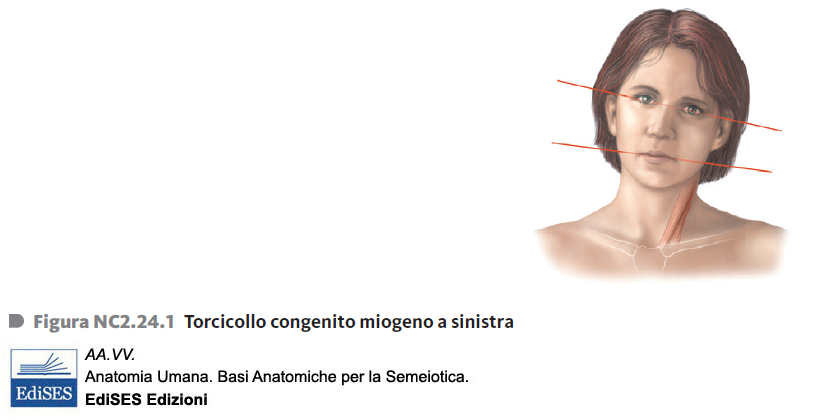 Figura NC2.24.1 Torcicollo congenito miogeno a sinistra
AA.VV.
Anatomia Umana. Basi Anatomiche per la Semeiotica.
EdiSES
EdiSES Edizioni